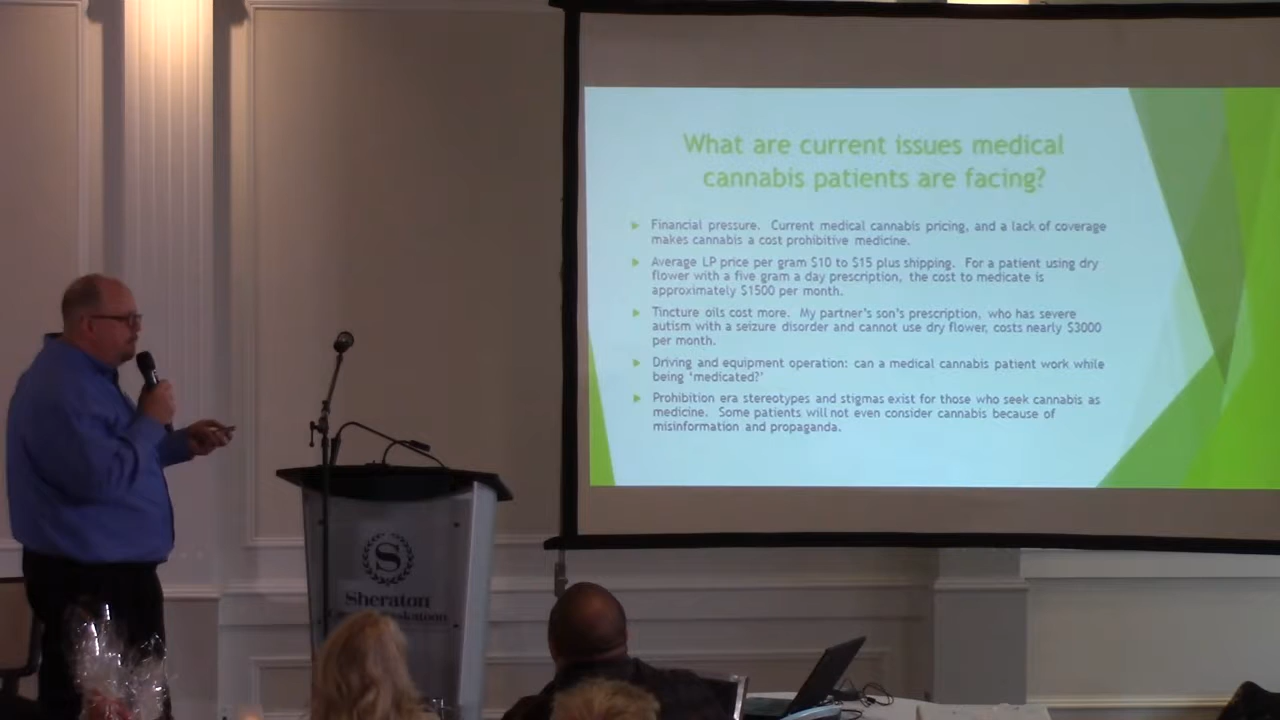 What are current issues medical
cannabis patients are facing?
Financial pressure. Current medical cannabis pricing, and a lack of coverage
makes cannabis a cost prohibitive medicine.
Average LP price per gram $10 to $15 plus shipping. For a patient using dry
flower with a five gram a day prescription, the cost to medicate is
approximately $1500 per month.
Tincture oils cost more. My partner's son's prescription, who has severe
autism with a seizure disorder and cannot use dry flower, costs nearly $3000
per month.
Driving and equipment operation: can a medical cannabis patient work while
being 'medicated?'
Prohibition era stereotypes and stigmas exist for those who seek cannabis as
medicine. Some patients will not even consider cannabis because of
misinformation and propaganda.
S
Sheraton